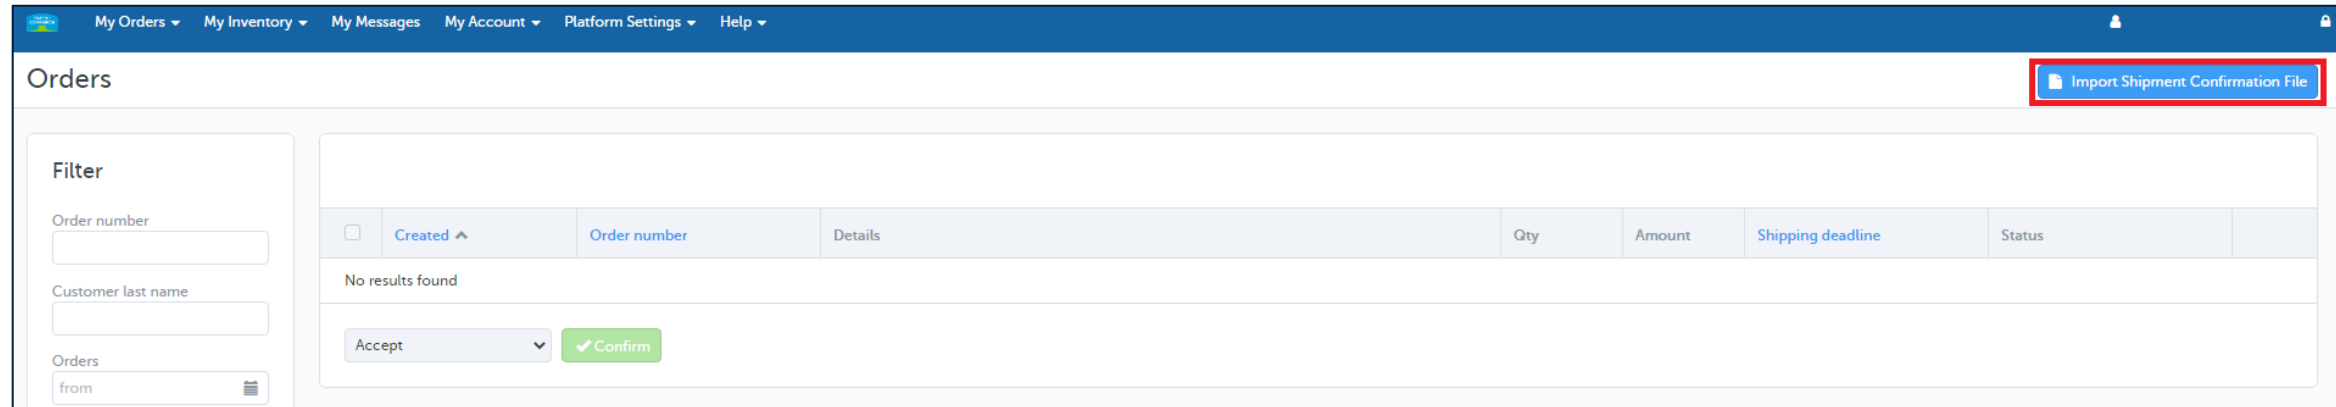 My Orders My Inventory My Messages My Account Platform Settings Help
Orders
Import Shipment Confirmation File
Filter
Order number
Customer last name
Orders
from
Created Order number Details Qty Amount Shipping deadline Status
No results found
Accept Confirm